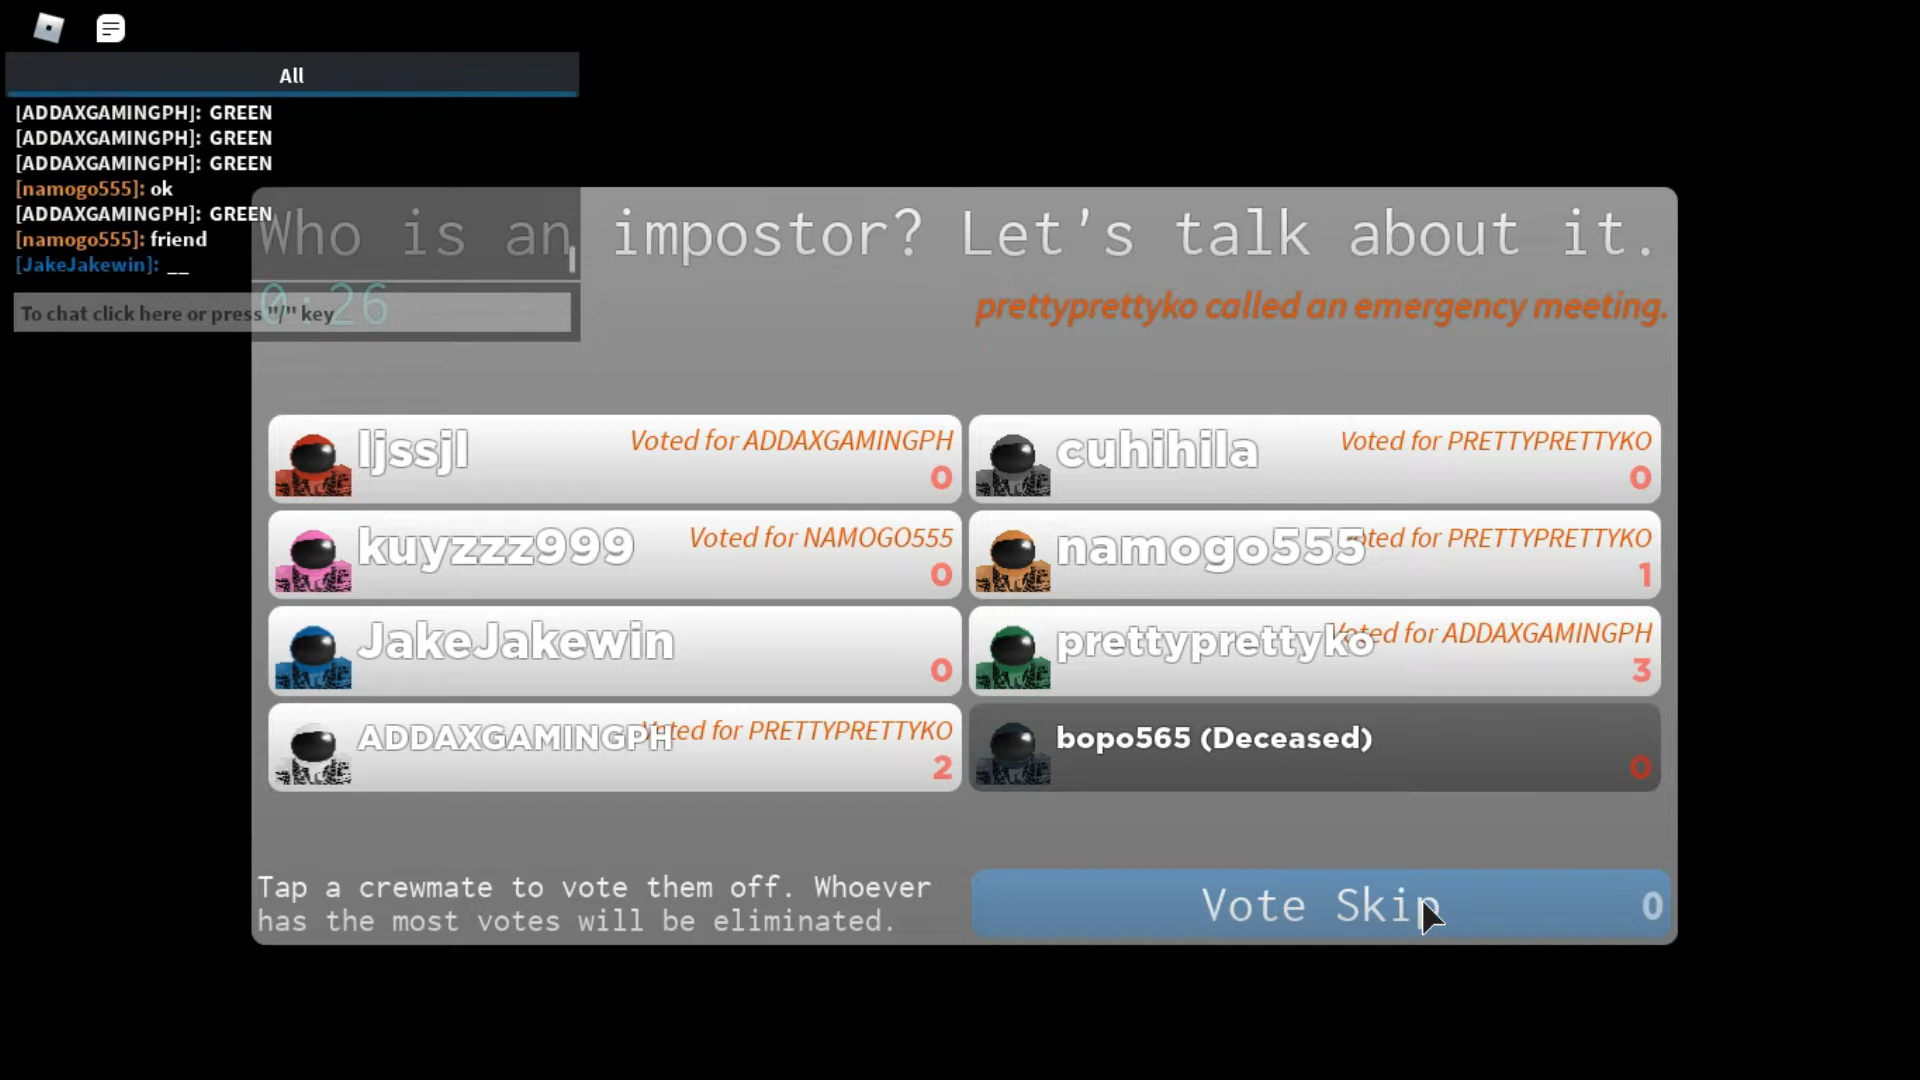 All
[ADDAXGAMINGPH]: GREEN
[ADDAXGAMINGPH]: GREEN
[ADDAXGAMINGPH]: GREEN
[namogo555]: ok
[ADDAXGAMINGPH]: GREEN
[namogo555]: friend
[JakeJakewin]: __
To chat click here or press "/" key
Who is an impostor? Let's talk about it.
0:26
prettyprettyko called an emergency meeting.
ljssjl Voted for ADDAXGAMINGPH
0
cuhihila Voted for PRETTYPRETTYKO
0
kuyzzz999 Voted for NAMOGO555
0
namogo555 Voted for PRETTYPRETTYKO
1
JakeJakewin
0
prettyprettyko Voted for ADDAXGAMINGPH
3
ADDAXGAMINGPH Voted for PRETTYPRETTYKO
2
bopo565 (Deceased)
0
Tap a crewmate to vote them off. Whoever
has the most votes will be eliminated.
Vote Skip 0